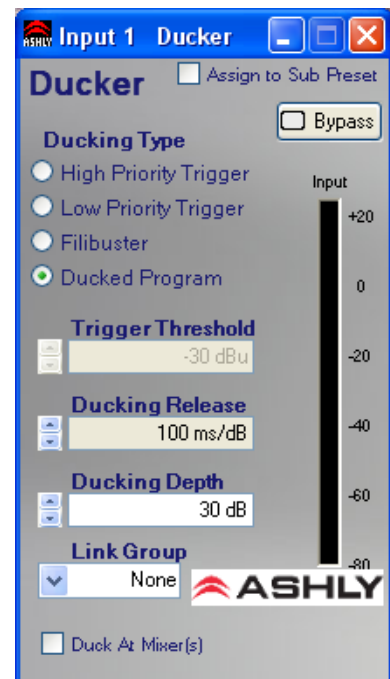 ASHLY Input 1 Ducker
Ducker
Assign to Sub Preset
Bypass
Ducking Type
High Priority Trigger
Low Priority Trigger
Filibuster
Ducked Program
Input
+20
0
-20
-40
-60
-80
Trigger Threshold
-30 dBu
Ducking Release
100 ms/dB
Ducking Depth
30 dB
Link Group
None
ASHLY
Duck At Mixer(s)